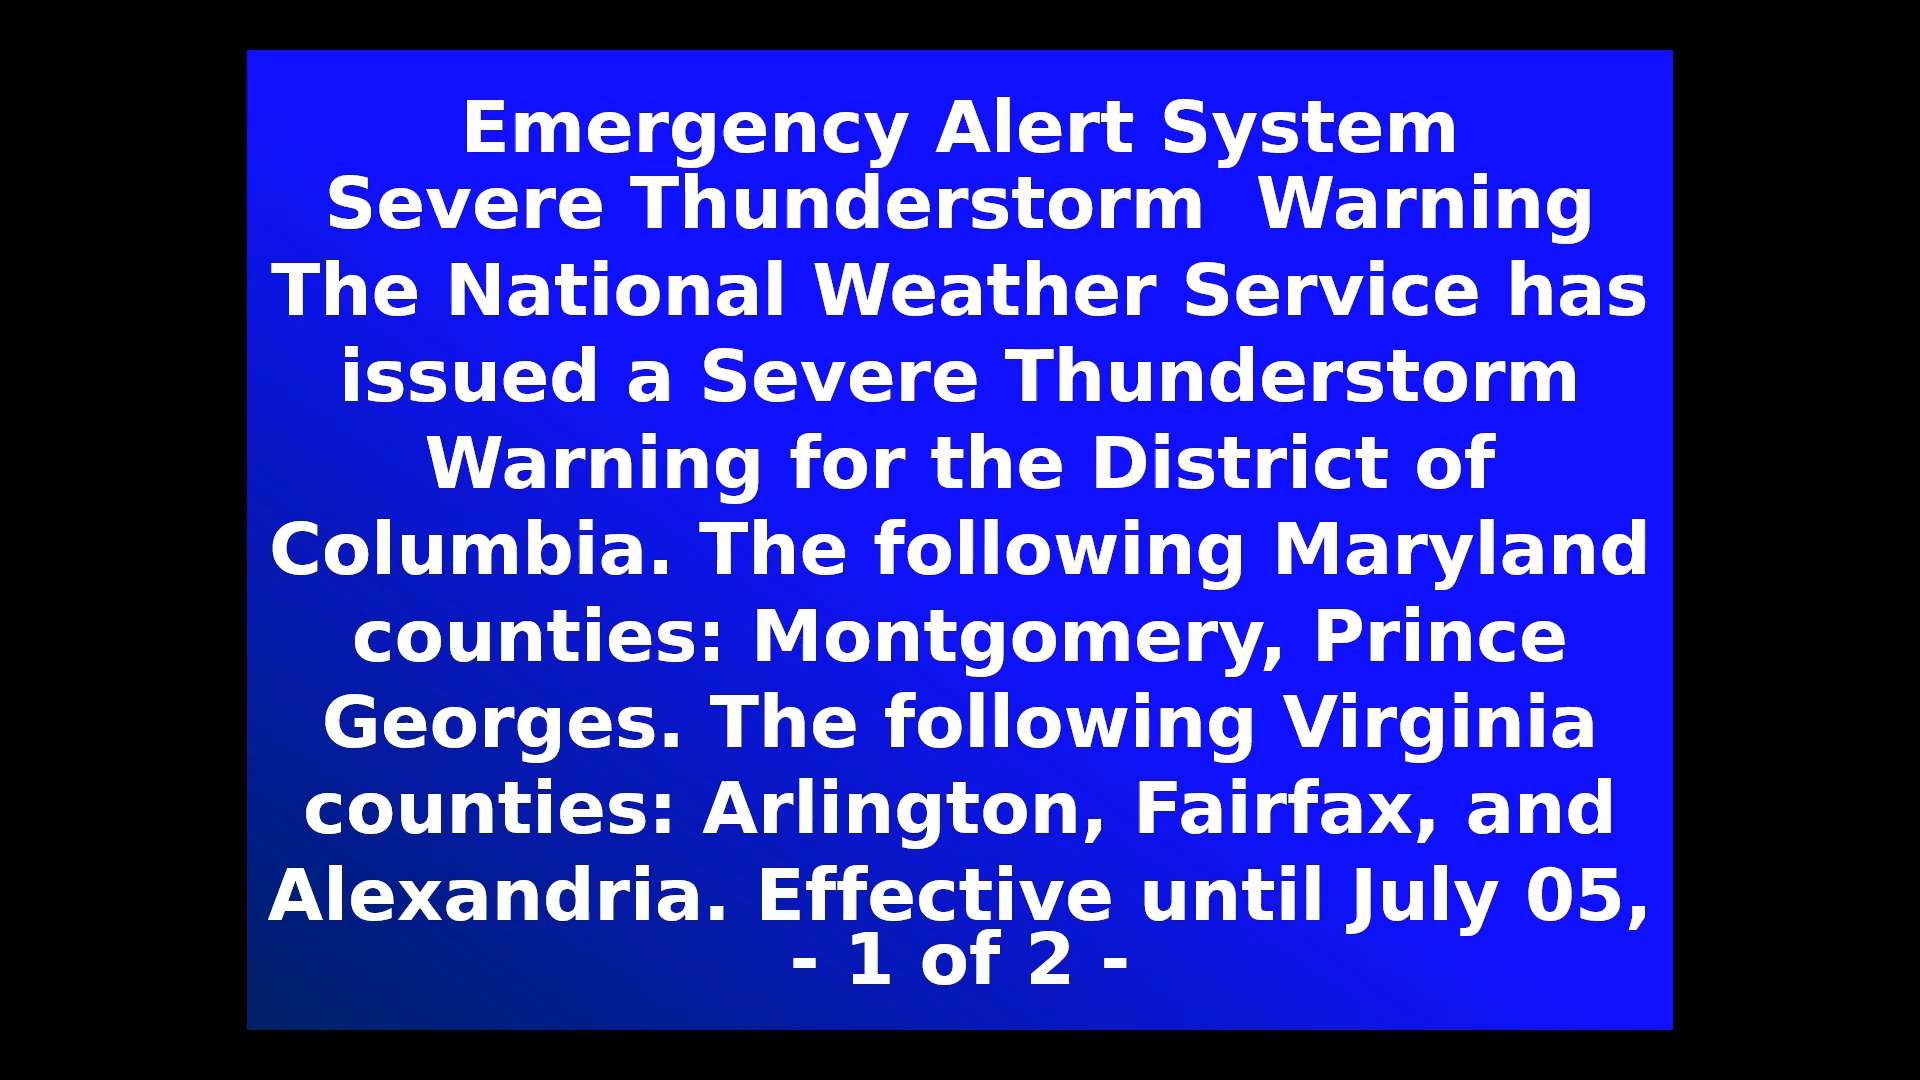 Emergency Alert System
Severe Thunderstorm  Warning
The National Weather Service has
issued a Severe Thunderstorm
Warning for the District of
Columbia. The following Maryland
counties: Montgomery, Prince
Georges. The following Virginia
counties: Arlington, Fairfax, and
Alexandria. Effective until July 05,
- 1 of 2 -